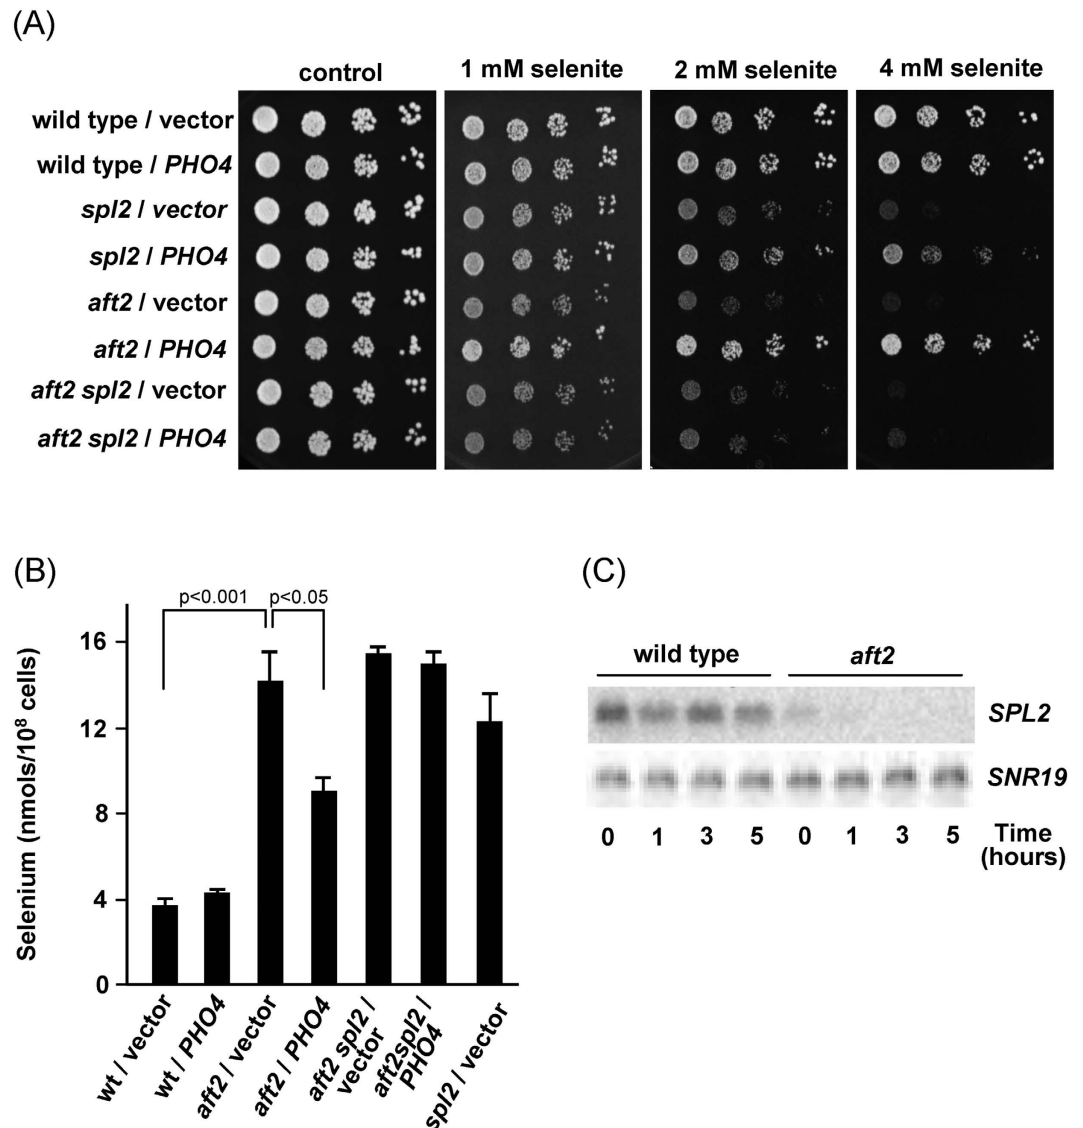 (A)
control
1 mM selenite
2 mM selenite
4 mM selenite
wild type / vector
wild type / PHO4
spl2 / vector
spl2 / PHO4
aft2 / vector
aft2 / PHO4
aft2 spl2 / vector
aft2 spl2 / PHO4
(B)
p<0.001
p<0.05
Selenium (nmols/10⁸ cells)
16
12
8
4
0
wt / vector
wt / PHO4
aft2 / vector
aft2 / PHO4
aft2 spl2 /
vector
aft2spl2 /
PHO4
spl2 / vector
(C)
wild type
aft2
SPL2
SNR19
0 1 3 5 0 1 3 5 Time
(hours)